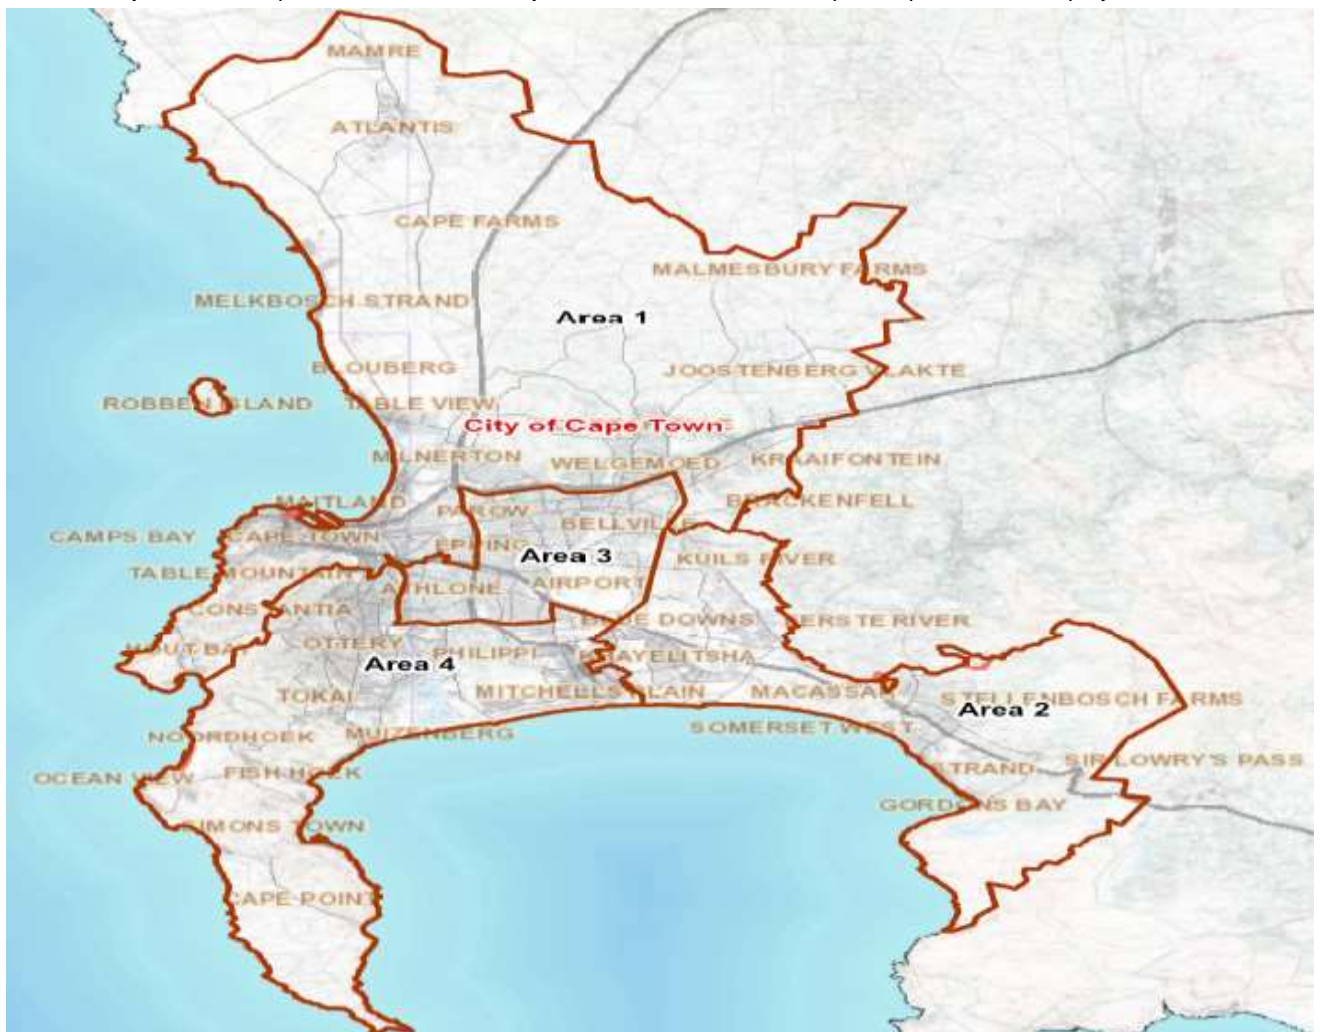 MAMRE
ATLANTIS
CAPE FARMS
MALMESBURY FARMS
MELKBOSCH STRAND
Area 1
BLOUBERG
JOOSTENBERG VLAKTE
ROBBEN ISLAND
TABLE VIEW
City of Cape Town
MILNERTON
WELGEMOED
KRAAIFONTEIN
MAITLAND
PAROW
BRACKENFELL
BELLVILLE
CAMPS BAY
CAPE TOWN
EPPING
Area 3
KUILS RIVER
TABLE MOUNTAIN
ATHLONE
AIRPORT
CONSTANTIA
BLUE DOWNS
EERSTE RIVER
HOUT BAY
OTTERY
PHILIPPI
KHAYELITSHA
Area 4
TOKAI
MITCHELLS PLAIN
MACASSAR
STELLENBOSCH FARMS
Area 2
NOORDHOEK
MUIZENBERG
SOMERSET WEST
OCEAN VIEW
FISH HOEK
STRAND
SIR LOWRY'S PASS
GORDONS BAY
SIMONS TOWN
CAPE POINT